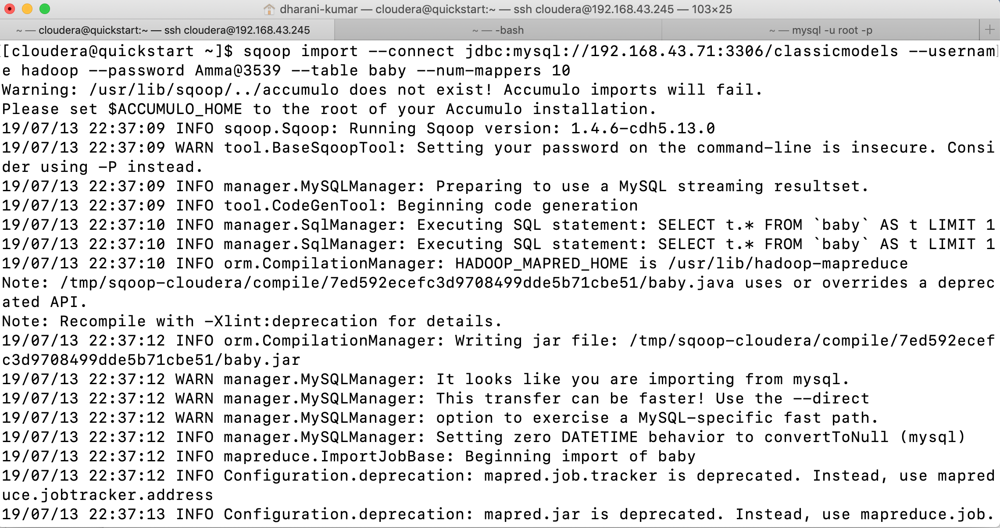 dharani-kumar — cloudera@quickstart:~ — ssh cloudera@192.168.43.245 — 103×25
~ — cloudera@quickstart:~ — ssh cloudera@192.168.43.245
~ — -bash
~ — mysql -u root -p
[cloudera@quickstart ~]$ sqoop import --connect jdbc:mysql://192.168.43.71:3306/classicmodels --usernam
e hadoop --password Amma@3539 --table baby --num-mappers 10
Warning: /usr/lib/sqoop/../accumulo does not exist! Accumulo imports will fail.
Please set $ACCUMULO_HOME to the root of your Accumulo installation.
19/07/13 22:37:09 INFO sqoop.Sqoop: Running Sqoop version: 1.4.6-cdh5.13.0
19/07/13 22:37:09 WARN tool.BaseSqoopTool: Setting your password on the command-line is insecure. Consi
der using -P instead.
19/07/13 22:37:09 INFO manager.MySQLManager: Preparing to use a MySQL streaming resultset.
19/07/13 22:37:09 INFO tool.CodeGenTool: Beginning code generation
19/07/13 22:37:10 INFO manager.SqlManager: Executing SQL statement: SELECT t.* FROM `baby` AS t LIMIT 1
19/07/13 22:37:10 INFO manager.SqlManager: Executing SQL statement: SELECT t.* FROM `baby` AS t LIMIT 1
19/07/13 22:37:10 INFO orm.CompilationManager: HADOOP_MAPRED_HOME is /usr/lib/hadoop-mapreduce
Note: /tmp/sqoop-cloudera/compile/7ed592ecefc3d9708499dde5b71cbe51/baby.java uses or overrides a deprec
ated API.
Note: Recompile with -Xlint:deprecation for details.
19/07/13 22:37:12 INFO orm.CompilationManager: Writing jar file: /tmp/sqoop-cloudera/compile/7ed592ecef
c3d9708499dde5b71cbe51/baby.jar
19/07/13 22:37:12 WARN manager.MySQLManager: It looks like you are importing from mysql.
19/07/13 22:37:12 WARN manager.MySQLManager: This transfer can be faster! Use the --direct
19/07/13 22:37:12 WARN manager.MySQLManager: option to exercise a MySQL-specific fast path.
19/07/13 22:37:12 INFO manager.MySQLManager: Setting zero DATETIME behavior to convertToNull (mysql)
19/07/13 22:37:12 INFO mapreduce.ImportJobBase: Beginning import of baby
19/07/13 22:37:12 INFO Configuration.deprecation: mapred.job.tracker is deprecated. Instead, use mapred
uce.jobtracker.address
19/07/13 22:37:13 INFO Configuration.deprecation: mapred.jar is deprecated. Instead, use mapreduce.job.